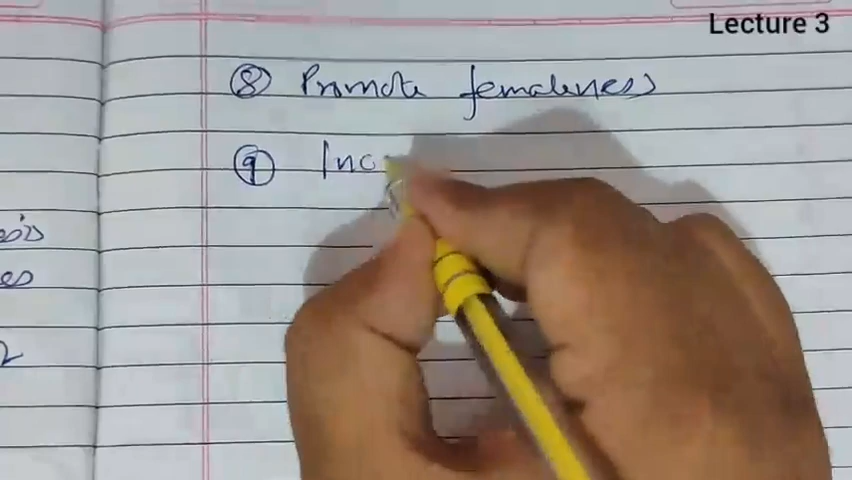 Lecture 3
⑧ Promote femaleness
⑨ Inc